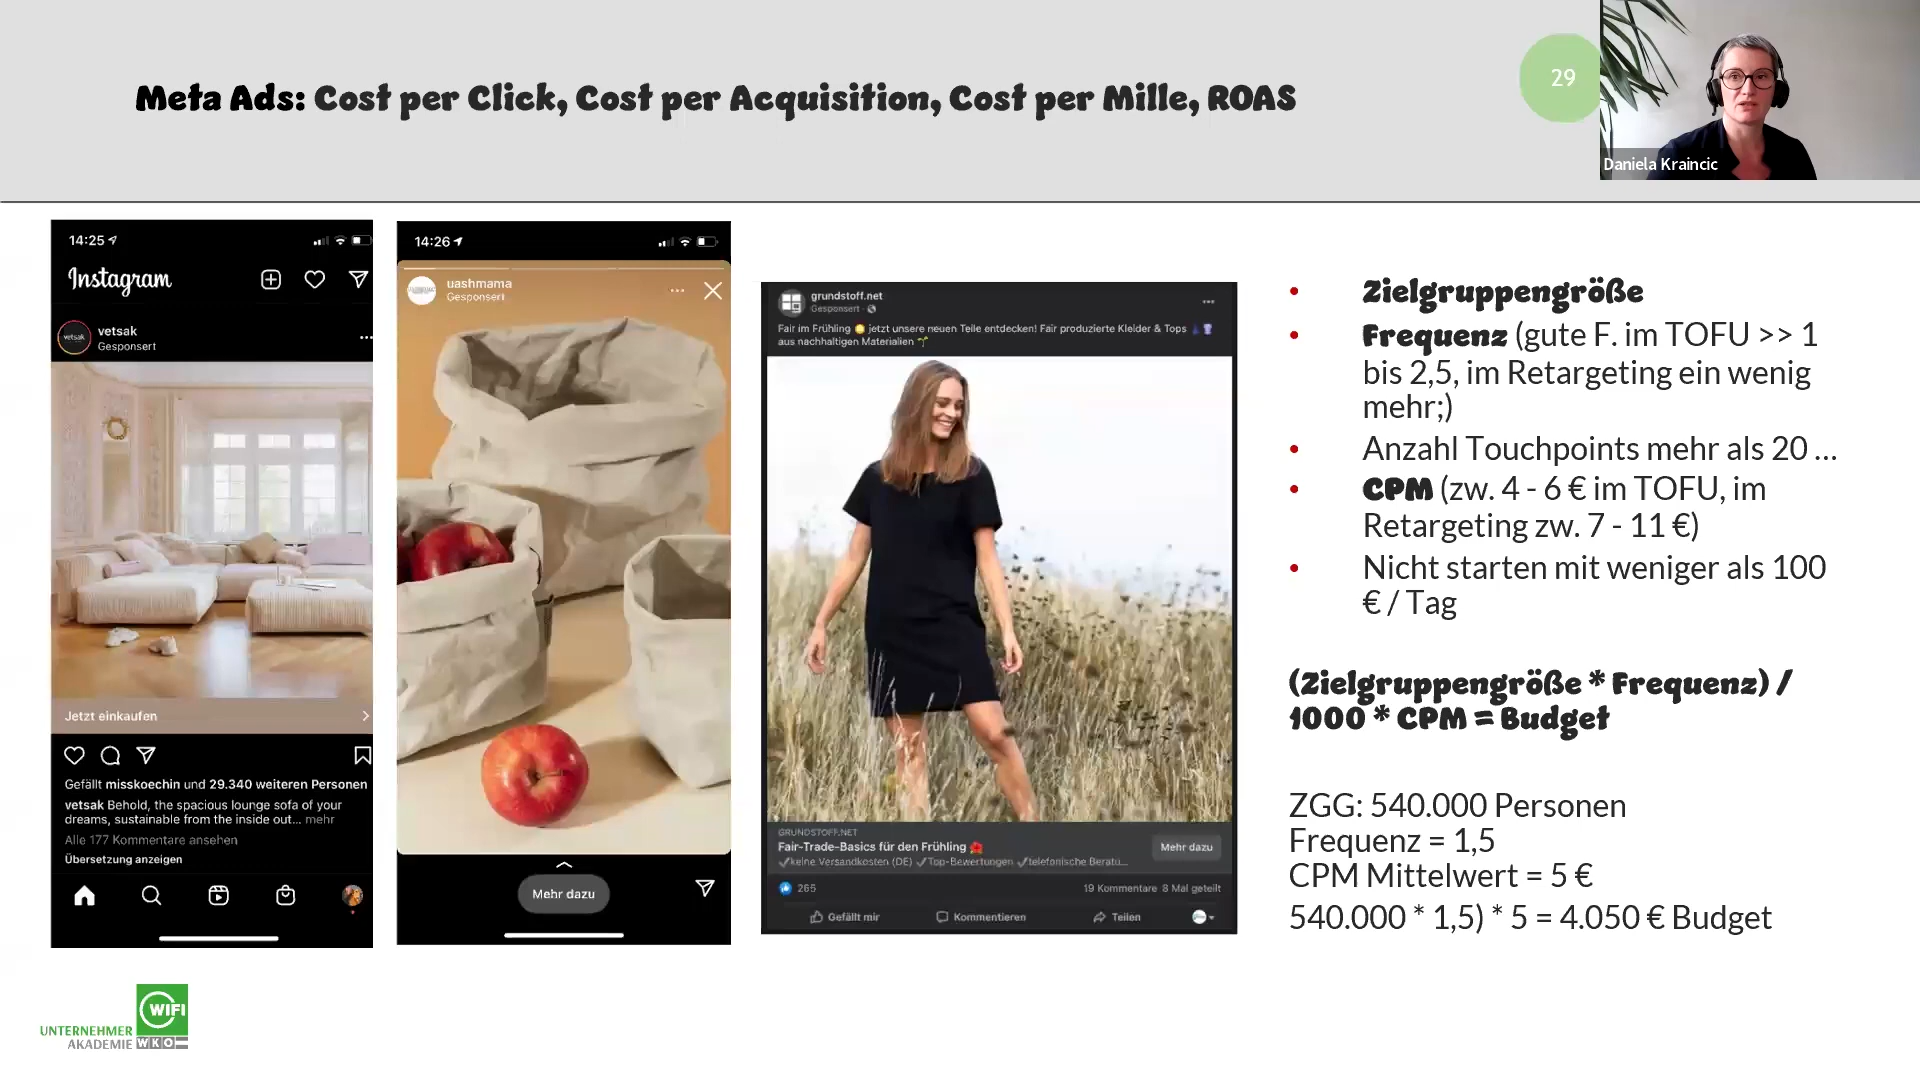 Meta Ads: Cost per Click, Cost per Acquisition, Cost per Mille, ROAS
29
Daniela Kraincic
14:25
Instagram
vetsak
Gesponsert
Jetzt einkaufen
Gefällt misskoechin und 29.340 weiteren Personen
vetsak Behold, the spacious lounge sofa of your
dreams, sustainable from the inside out... mehr
Alle 177 Kommentare ansehen
Übersetzung anzeigen
14:26
uashmama
Gesponsert
Mehr dazu
grundstoff.net
Gesponsert ·
Fair im Frühling jetzt unsere neuen Teile entdecken! Fair produzierte Kleider & Tops
aus nachhaltigen Materialien
GRUNDSTOFF.NET
Fair-Trade-Basics für den Frühling
✓keine Versandkosten (DE) ✓Top-Bewertungen ✓telefonische Beratu...
Mehr dazu
265
19 Kommentare 8 Mal geteilt
Gefällt mir
Kommentieren
Teilen
• Zielgruppengröße
• Frequenz (gute F. im TOFU >> 1
bis 2,5, im Retargeting ein wenig
mehr;)
• Anzahl Touchpoints mehr als 20 ...
• CPM (zw. 4 - 6 € im TOFU, im
Retargeting zw. 7 - 11 €)
• Nicht starten mit weniger als 100
€ / Tag
(Zielgruppengröße * Frequenz) /
1000 * CPM = Budget
ZGG: 540.000 Personen
Frequenz = 1,5
CPM Mittelwert = 5 €
540.000 * 1,5) * 5 = 4.050 € Budget
WIFI
UNTERNEHMER
AKADEMIE WKO